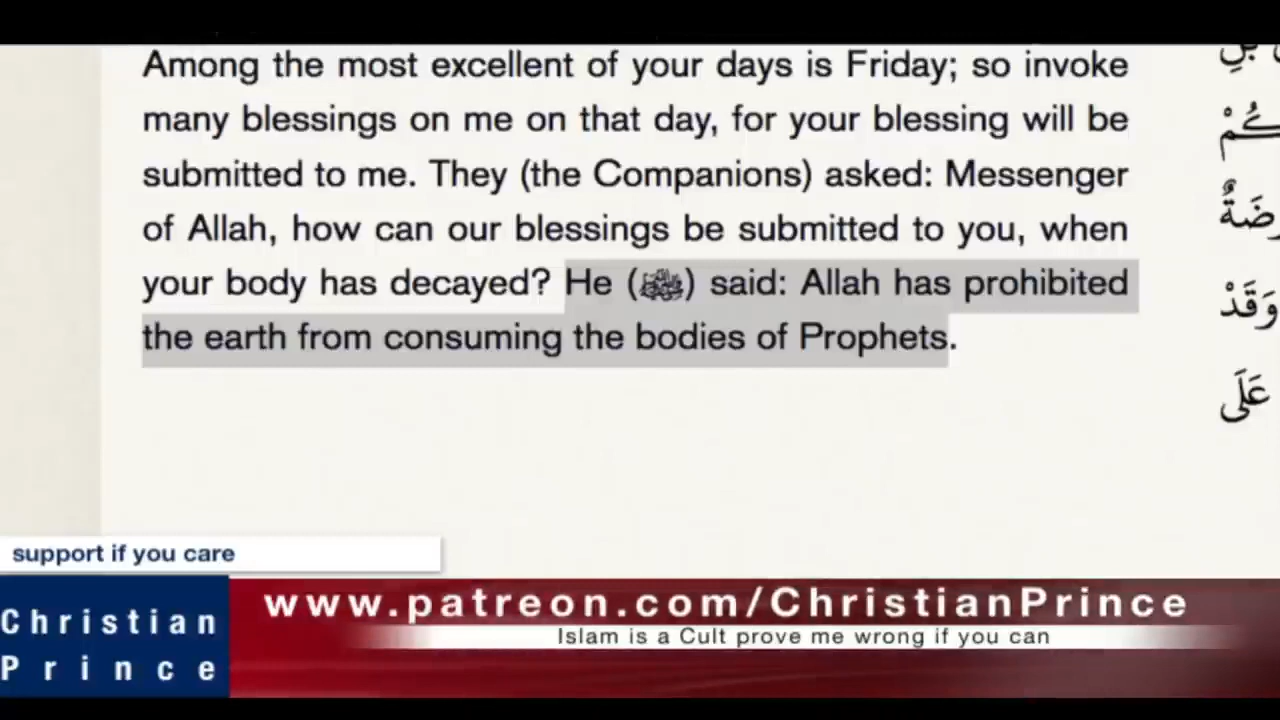 Among the most excellent of your days is Friday; so invoke
many blessings on me on that day, for your blessing will be
submitted to me. They (the Companions) asked: Messenger
of Allah, how can our blessings be submitted to you, when
your body has decayed? He (ﷺ) said: Allah has prohibited
the earth from consuming the bodies of Prophets.
كُمْ
وَقَدْ
عَلَى
support if you care
Christian
Prince
www.patreon.com/ChristianPrince
Islam is a Cult prove me wrong if you can